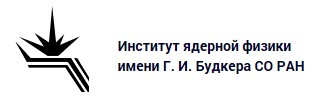 Институт ядерной физики
имени Г. И. Будкера СО РАН